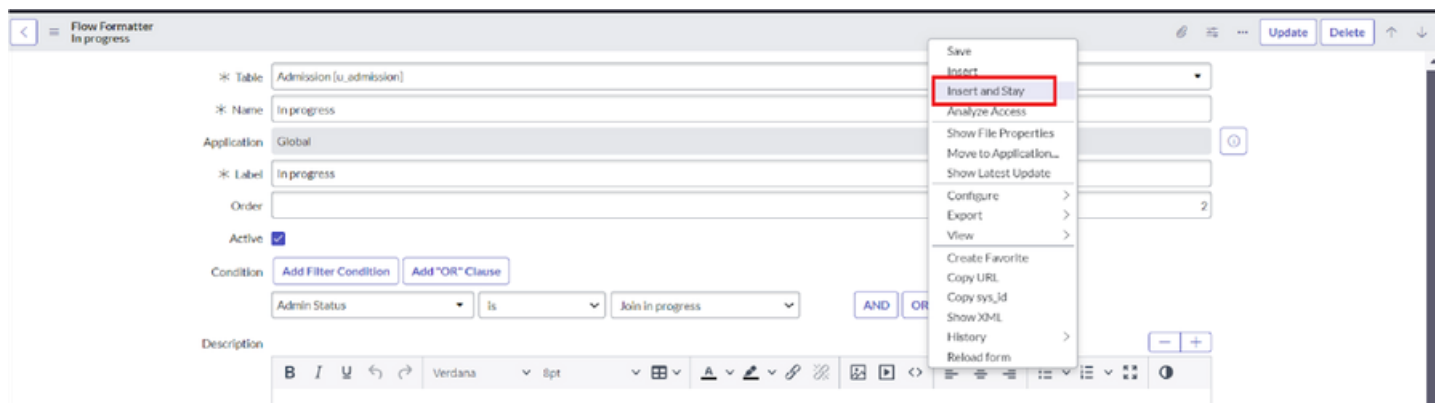 Flow Formatter
In progress
Update Delete
Save
Insert
Insert and Stay
Analyze Access
Show File Properties
Move to Application...
Show Latest Update
Configure
Export
View
Create Favorite
Copy URL
Copy sys_id
Show XML
History
Reload form
Table Admission [u_admission]
Name In progress
Application Global
Label In progress
Order 2
Active
Condition Add Filter Condition Add "OR" Clause
Admin Status is Join in progress AND OR
Description
B I U Verdana 8pt A